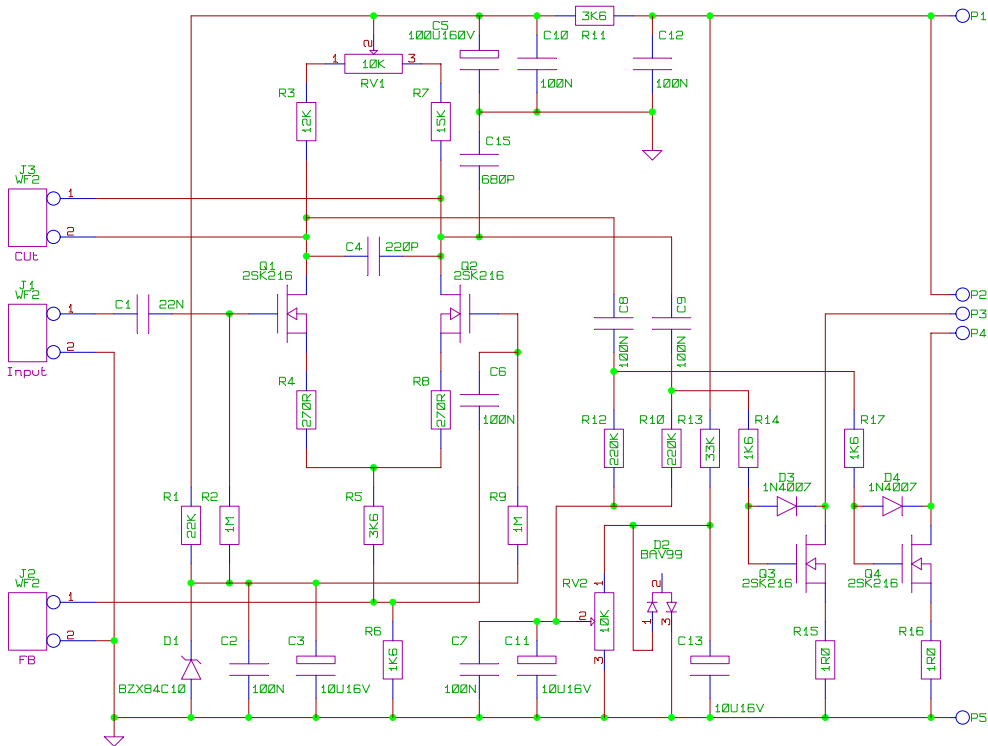 C5
100U160V
2
C10
3K6
R11
C12
P1
1
10K
3
RV1
100N
100N
R3
12K
R7
15K
C15
680P
J3
WF2
1
2
CUt
C4
220P
Q1
2SK216
Q2
2SK216
J1
WF2
1
2
Input
C1
22N
C8
100N
C9
100N
P2
P3
P4
R4
270R
R8
270R
C6
100N
R12
220K
R10
220K
R13
33K
R14
1K6
R17
1K6
R1
22K
R2
1M
R5
3K6
R9
1M
D3
1N4007
D4
1N4007
Q3
2SK216
Q4
2SK216
J2
WF2
1
2
FB
D2
BAV99
2
1
3
RV2
1
2
10K
3
D1
BZX84C10
C2
100N
C3
10U16V
R6
1K6
C7
100N
C11
10U16V
C13
10U16V
R15
1R0
R16
1R0
P5